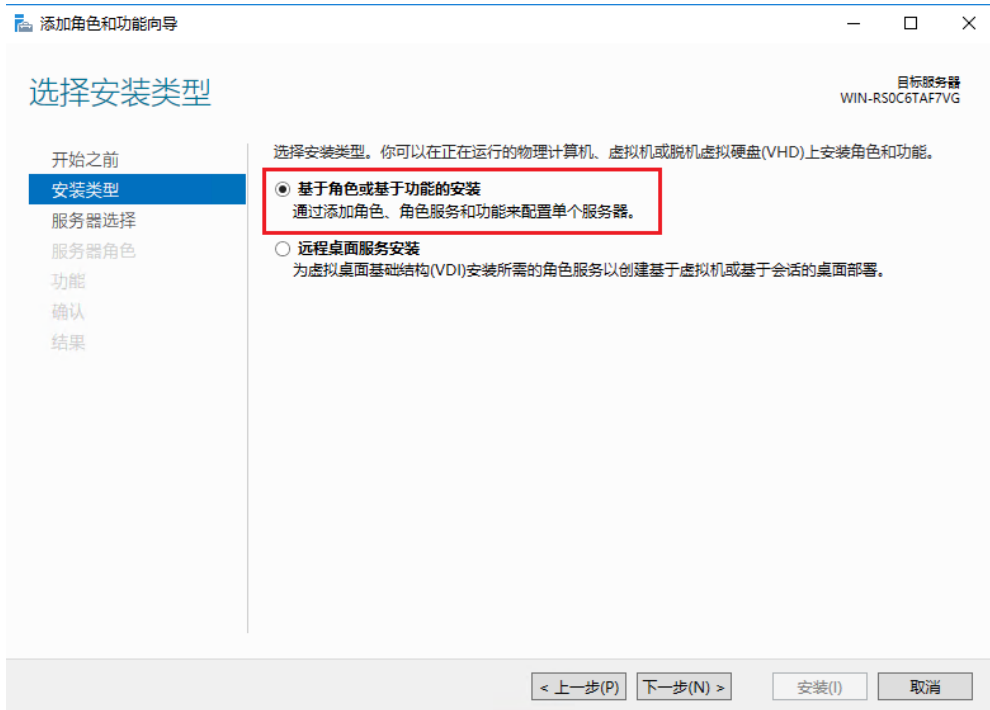 添加角色和功能向导
选择安装类型
目标服务器
WIN-RS0C6TAF7VG
开始之前
安装类型
服务器选择
服务器角色
功能
确认
结果
选择安装类型。你可以在正在运行的物理计算机、虚拟机或脱机虚拟硬盘(VHD)上安装角色和功能。
基于角色或基于功能的安装
通过添加角色、角色服务和功能来配置单个服务器。
远程桌面服务安装
为虚拟桌面基础结构(VDI)安装所需的角色服务以创建基于虚拟机或基于会话的桌面部署。
< 上一步(P) 下一步(N) > 安装(I) 取消